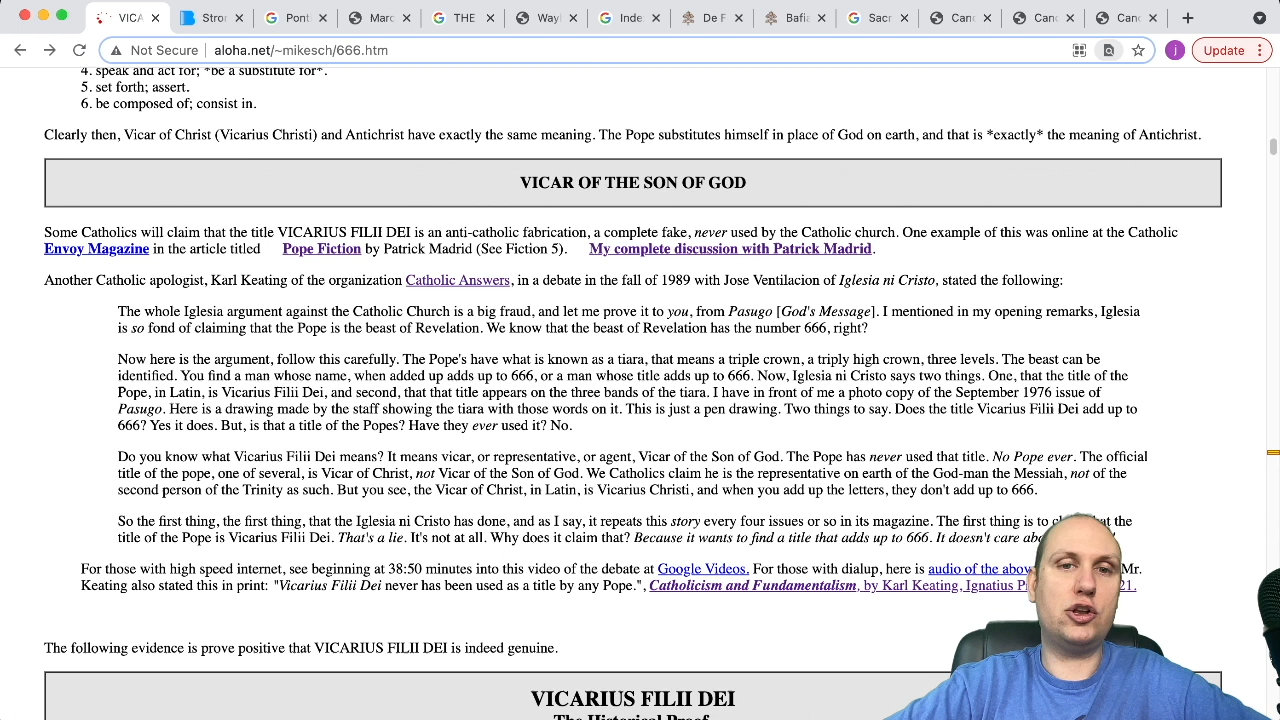 VICA
Stron
Pont
Marc
THE
Wayb
Inde
De F
Bafia
Sazo
Canc
Canc
Canc
Not Secure
aloha.net/~mikesch/666.htm
j
Update
4. speak and act for; *be a substitute for*.
5. set forth; assert.
6. be composed of; consist in.
Clearly then, Vicar of Christ (Vicarius Christi) and Antichrist have exactly the same meaning. The Pope substitutes himself in place of God on earth, and that is *exactly* the meaning of Antichrist.
VICAR OF THE SON OF GOD
Some Catholics will claim that the title VICARIUS FILII DEI is an anti-catholic fabrication, a complete fake, never used by the Catholic church. One example of this was online at the Catholic
Envoy Magazine in the article titled Pope Fiction by Patrick Madrid (See Fiction 5). My complete discussion with Patrick Madrid.
Another Catholic apologist, Karl Keating of the organization Catholic Answers, in a debate in the fall of 1989 with Jose Ventilacion of Iglesia ni Cristo, stated the following:
The whole Iglesia argument against the Catholic Church is a big fraud, and let me prove it to you, from Pasugo [God's Message]. I mentioned in my opening remarks, Iglesia
is so fond of claiming that the Pope is the beast of Revelation. We know that the beast of Revelation has the number 666, right?
Now here is the argument, follow this carefully. The Pope's have what is known as a tiara, that means a triple crown, a triply high crown, three levels. The beast can be
identified. You find a man whose name, when added up adds up to 666, or a man whose title adds up to 666. Now, Iglesia ni Cristo says two things. One, that the title of the
Pope, in Latin, is Vicarius Filii Dei, and second, that that title appears on the three bands of the tiara. I have in front of me a photo copy of the September 1976 issue of
Pasugo. Here is a drawing made by the staff showing the tiara with those words on it. This is just a pen drawing. Two things to say. Does the title Vicarius Filii Dei add up to
666? Yes it does. But, is that a title of the Popes? Have they ever used it? No.
Do you know what Vicarius Filii Dei means? It means vicar, or representative, or agent, Vicar of the Son of God. The Pope has never used that title. No Pope ever. The official
title of the pope, one of several, is Vicar of Christ, not Vicar of the Son of God. We Catholics claim he is the representative on earth of the God-man the Messiah, not of the
second person of the Trinity as such. But you see, the Vicar of Christ, in Latin, is Vicarius Christi, and when you add up the letters, they don't add up to 666.
So the first thing, the first thing, that the Iglesia ni Cristo has done, and as I say, it repeats this story every four issues or so in its magazine. The first thing is to the
title of the Pope is Vicarius Filii Dei. That's a lie. It's not at all. Why does it claim that? Because it wants to find a title that adds up to 666. It doesn't care
For those with high speed internet, see beginning at 38:50 minutes into this video of the debate at Google Videos. For those with dialup, here is audio of the Mr.
Keating also stated this in print: "Vicarius Filii Dei never has been used as a title by any Pope.", Catholicism and Fundamentalism, by Karl Keating, Ignatius 21.
The following evidence is prove positive that VICARIUS FILII DEI is indeed genuine.
VICARIUS FILII DEI
The Historical Proof